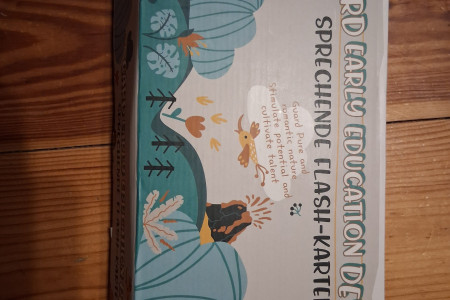 RD EARLY EDUCATION DE
SPRECHENDE FLASH-KARTE
Guard Pure and
romantic nature
stimulate potential and
cultivate talent